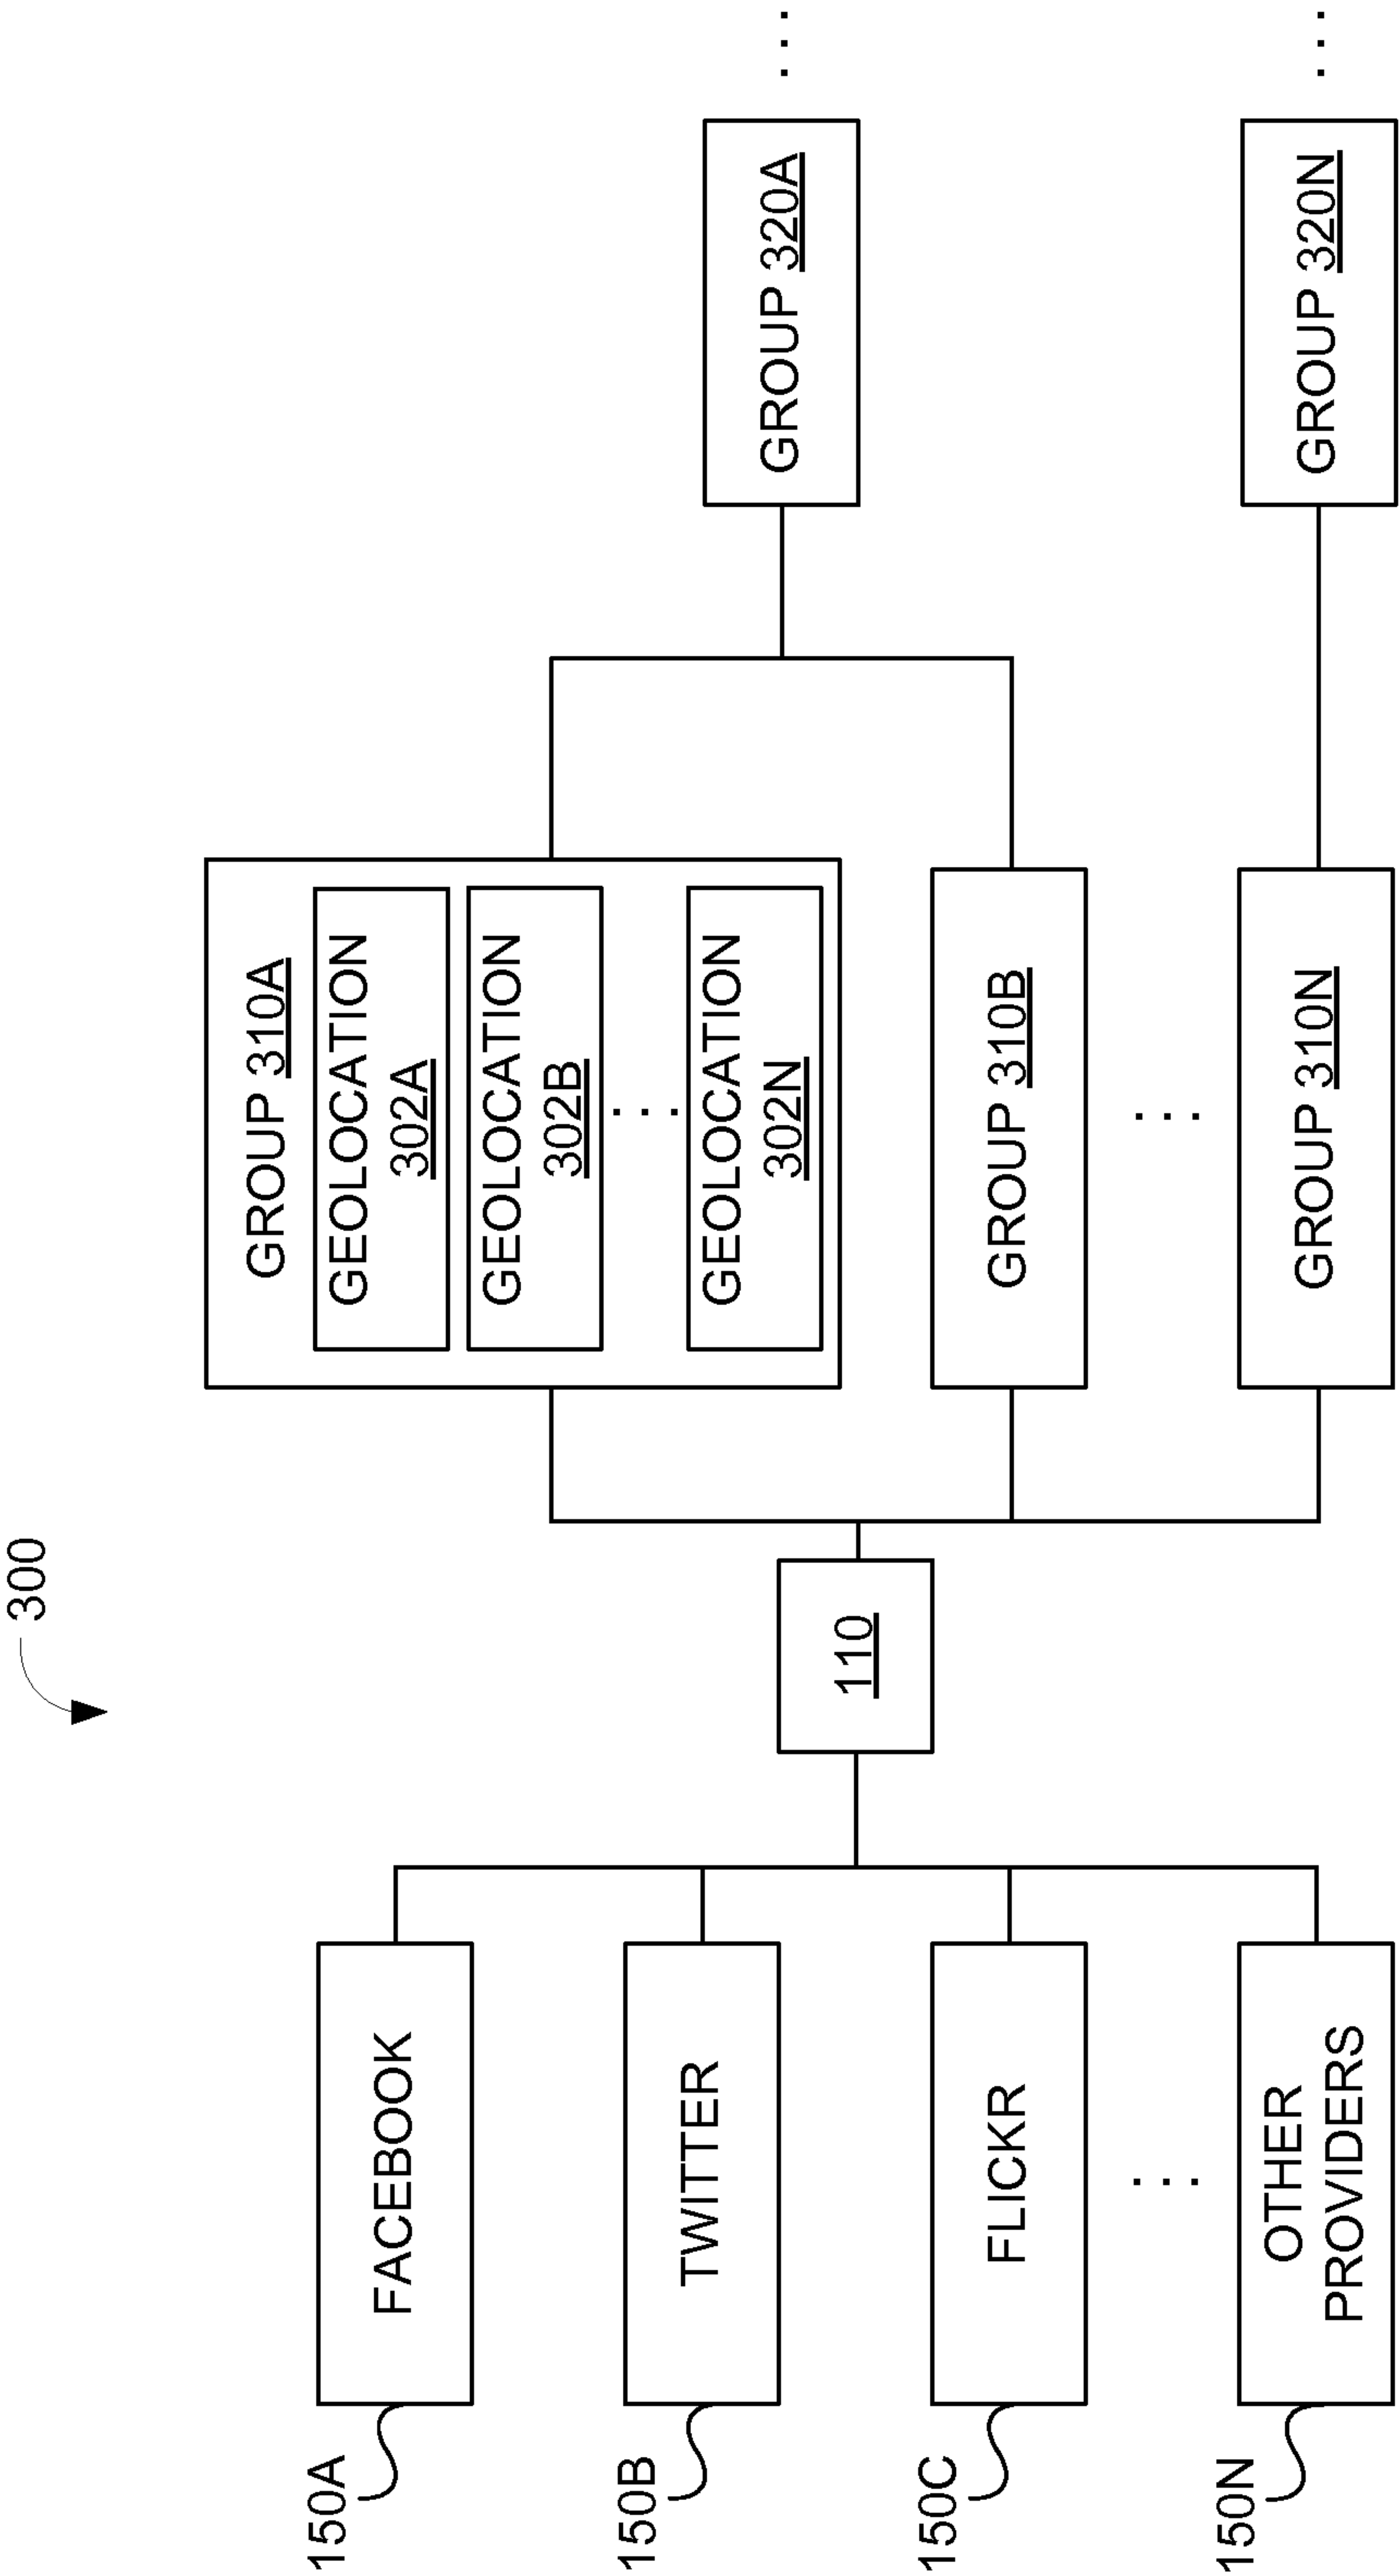 300
150A
FACEBOOK
150B
TWITTER
150C
FLICKR
...
150N
OTHER
PROVIDERS
110
GROUP 310A
GEOLOCATION
302A
GEOLOCATION
302B
...
GEOLOCATION
302N
GROUP 310B
...
GROUP 310N
GROUP 320A
...
GROUP 320N
...